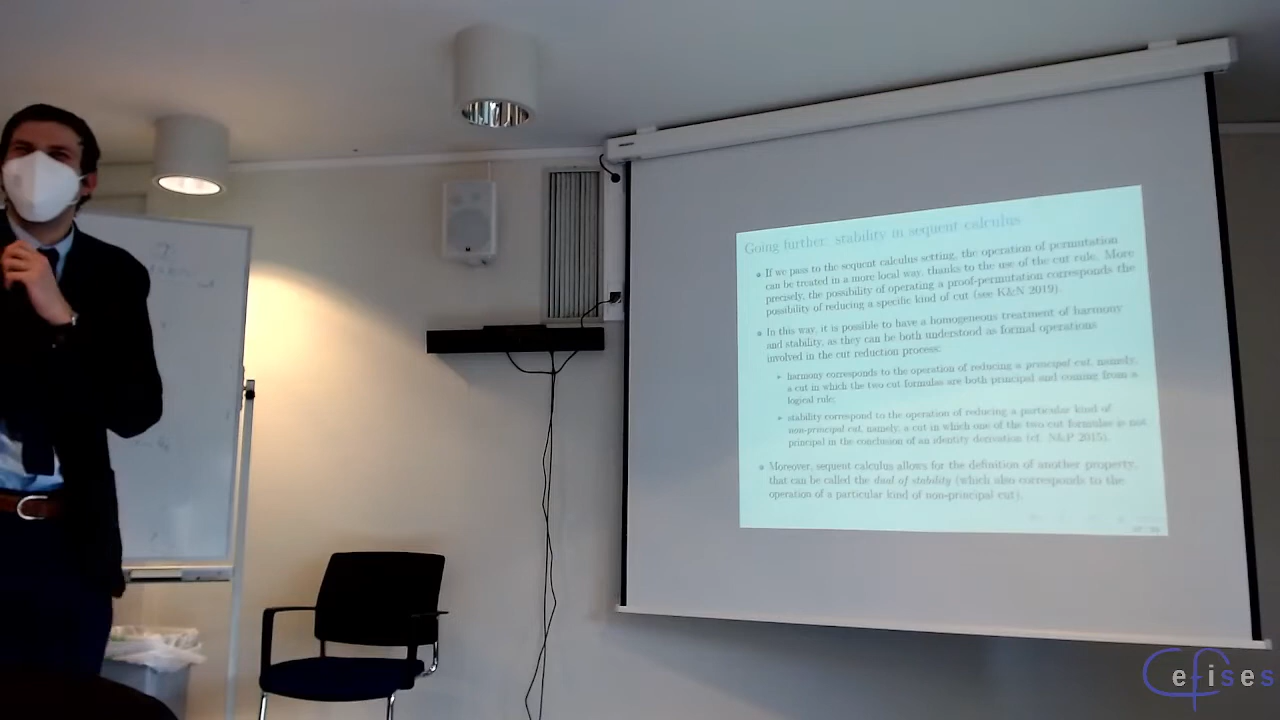 Going further: stability in sequent calculus
If we pass to the sequent calculus setting, the operation of permutation
can be treated in a more local way, thanks to the use of the cut rule. More
precisely, the possibility of operating a proof-permutation corresponds the
possibility of reducing a specific kind of cut (see K&N 2019).
In this way, it is possible to have a homogeneous treatment of harmony
and stability, as they can be both understood as formal operations
involved in the cut reduction process:
harmony corresponds to the operation of reducing a principal cut, namely,
a cut in which the two cut formulas are both principal and coming from a
logical rule;
stability correspond to the operation of reducing a particular kind of
non-principal cut, namely, a cut in which one of the two cut formulas is not
principal in the conclusion of an identity derivation (cf. N&P 2015).
Moreover, sequent calculus allows for the definition of another property,
that can be called the dual of stability (which also corresponds to the
operation of a particular kind of non-principal cut).
Cefises